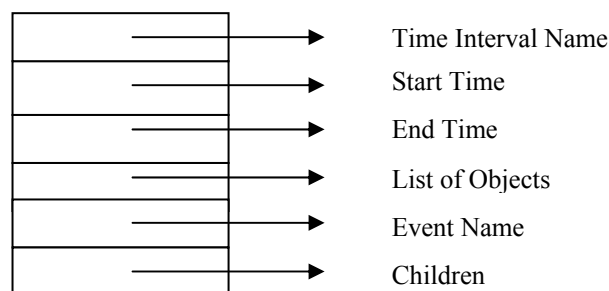 Time Interval Name
Start Time
End Time
List of Objects
Event Name
Children